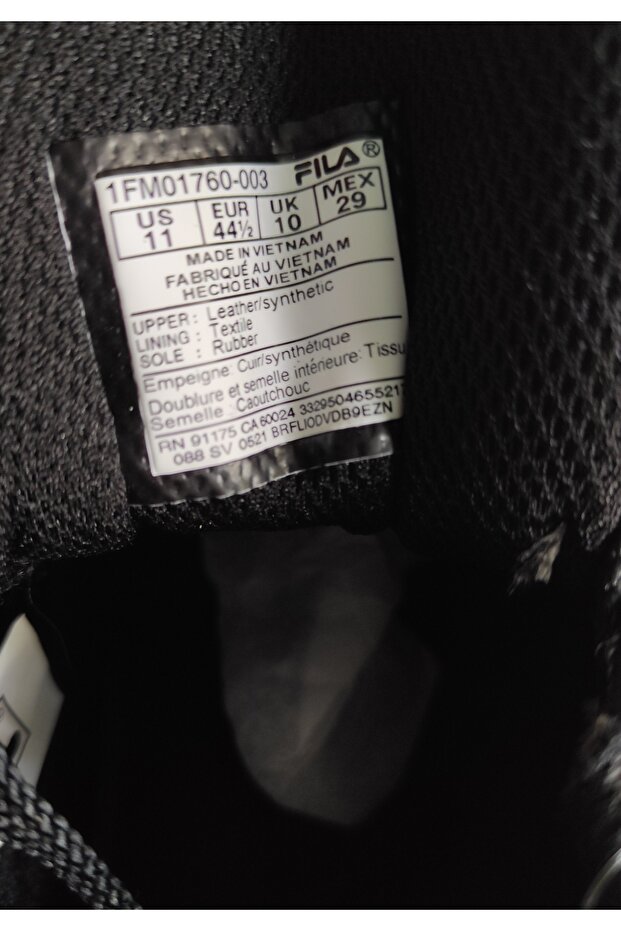 1FM01760-003 FILA®
US EUR UK MEX
11 44½ 10 29
MADE IN VIETNAM
FABRIQUÉ AU VIETNAM
HECHO EN VIETNAM
UPPER : Leather/synthetic
LINING : Textile
SOLE : Rubber
Empeigne: Cuir/synthétique
Doublure et semelle intérieure: Tissu
Semelle: Caoutchouc
RN 91175 CA 60024 3329504655217
088 SV 0521 BRFLIODVDB9EZN